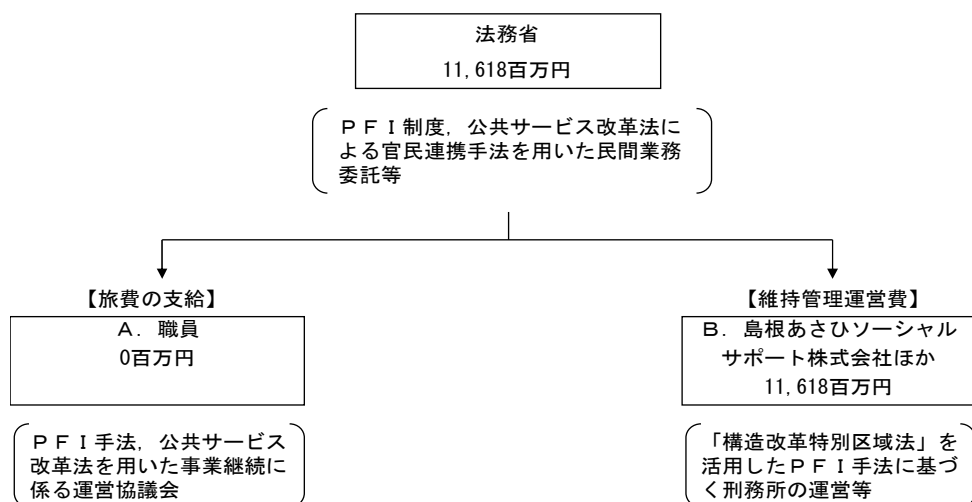 法務省
11,618百万円
ＰＦＩ制度，公共サービス改革法に
よる官民連携手法を用いた民間業務
委託等
【旅費の支給】
Ａ．職員
0百万円
ＰＦＩ手法，公共サービス
改革法を用いた事業継続に
係る運営協議会
【維持管理運営費】
Ｂ．島根あさひソーシャル
サポート株式会社ほか
11,618百万円
「構造改革特別区域法」を
活用したＰＦＩ手法に基づ
く刑務所の運営等